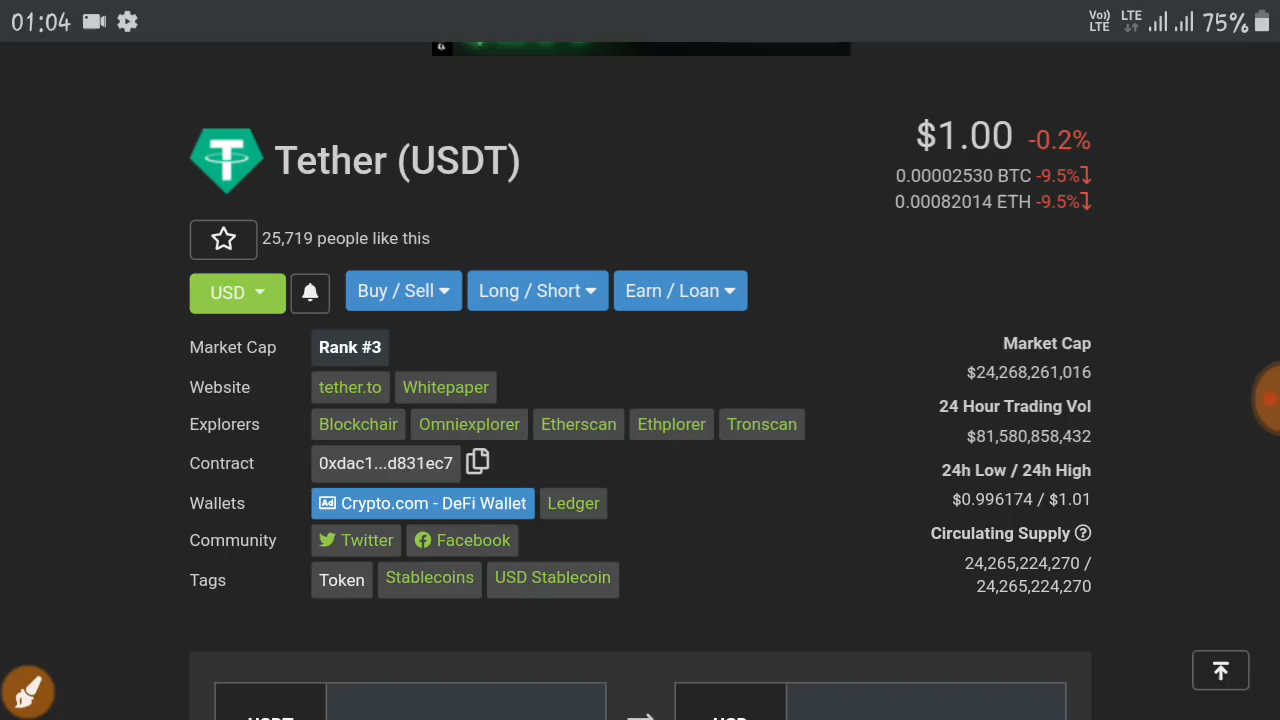 01:04 Vo)) LTE LTE 75%
Tether (USDT)
$1.00 -0.2%
0.00002530 BTC -9.5%
0.00082014 ETH -9.5%
25,719 people like this
USD Buy / Sell Long / Short Earn / Loan
Market Cap Rank #3
Website tether.to Whitepaper
Explorers Blockchair Omniexplorer Etherscan Ethplorer Tronscan
Contract 0xdac1...d831ec7
Wallets Ad Crypto.com - DeFi Wallet Ledger
Community Twitter Facebook
Tags Token Stablecoins USD Stablecoin
Market Cap
$24,268,261,016
24 Hour Trading Vol
$81,580,858,432
24h Low / 24h High
$0.996174 / $1.01
Circulating Supply ?
24,265,224,270 /
24,265,224,270